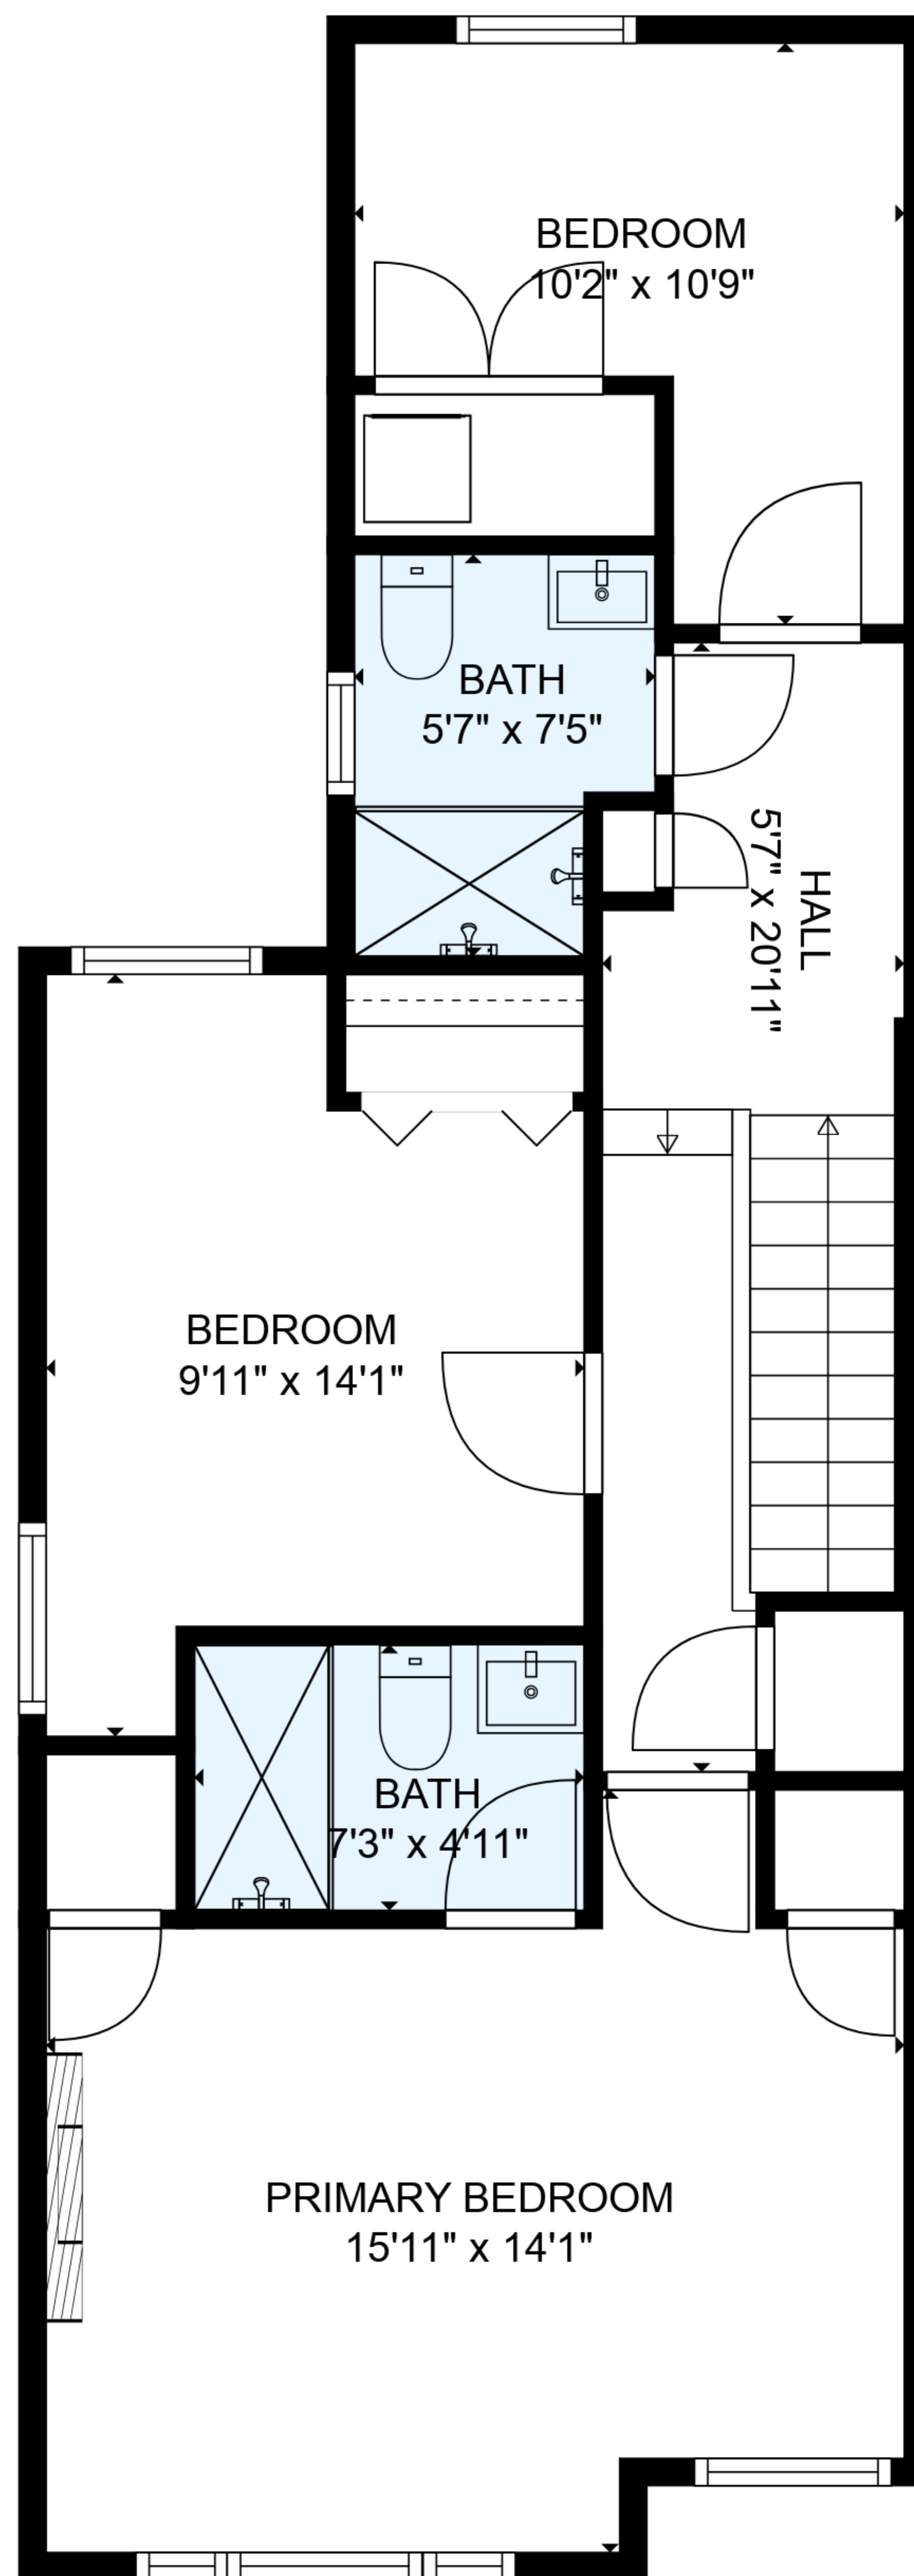 BEDROOM
10'2" x 10'9"
BATH
5'7" x 7'5"
HALL
5'7" x 20'11"
BEDROOM
9'11" x 14'1"
BATH
7'3" x 4'11"
PRIMARY BEDROOM
15'11" x 14'1"